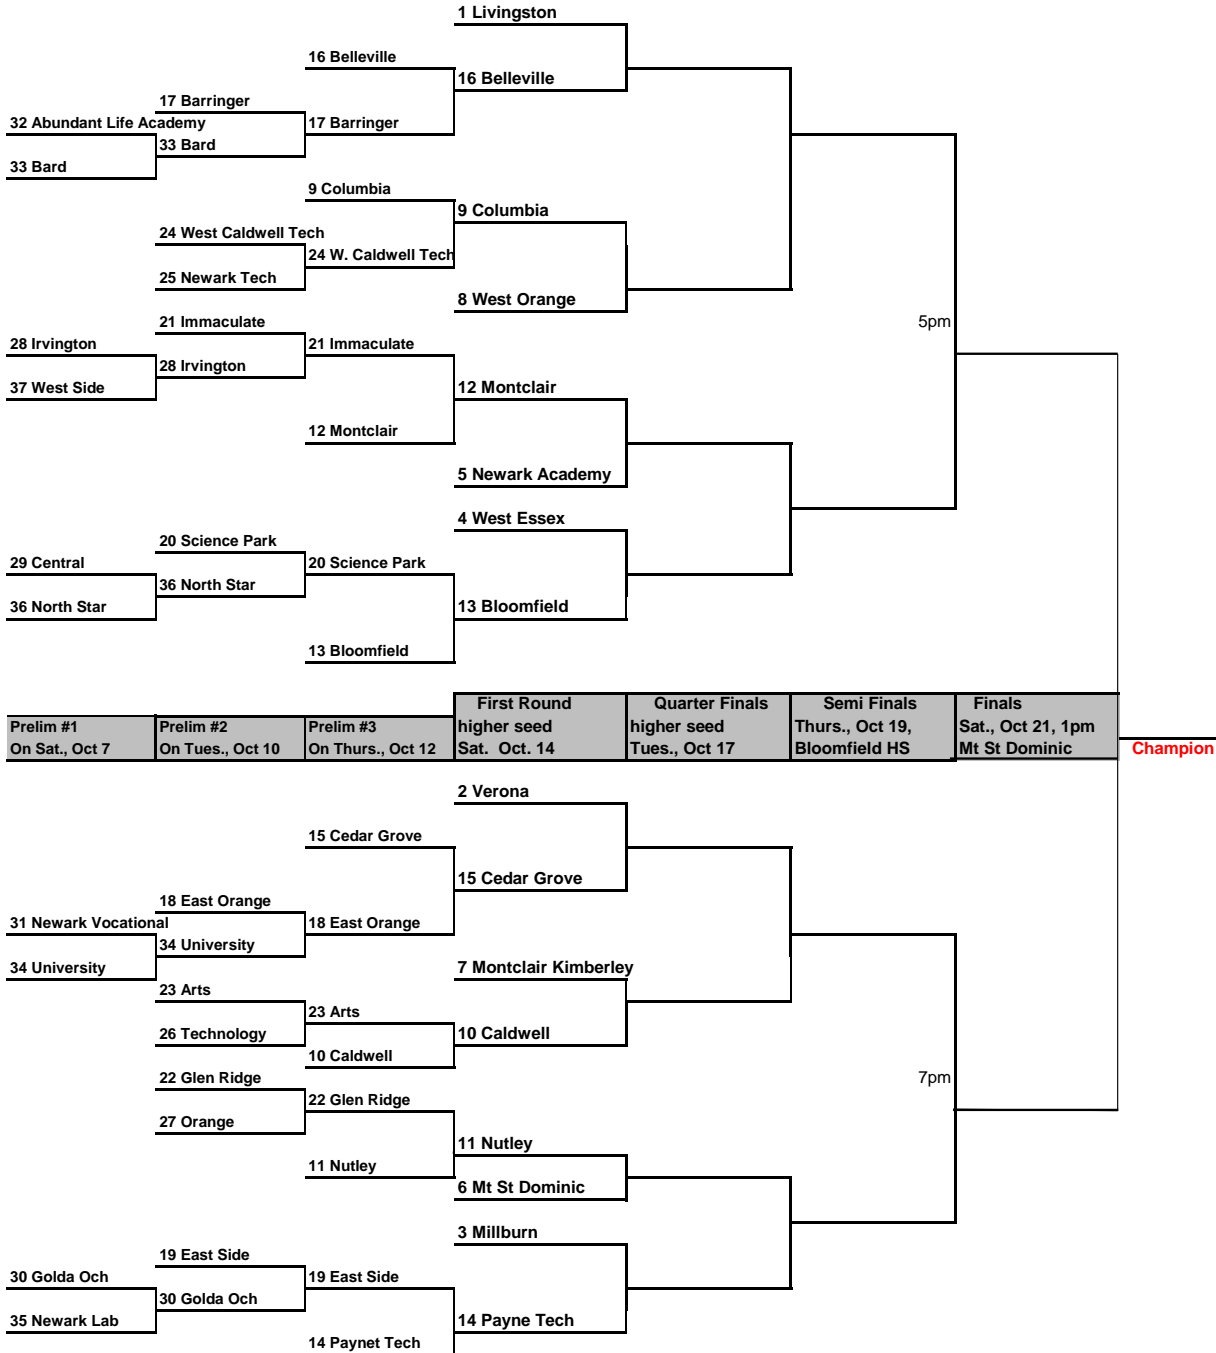 1 Livingston
16 Belleville
16 Belleville
17 Barringer
32 Abundant Life Academy
17 Barringer
33 Bard
33 Bard
9 Columbia
9 Columbia
24 West Caldwell Tech
24 W. Caldwell Tech
25 Newark Tech
8 West Orange
21 Immaculate
5pm
28 Irvington
21 Immaculate
28 Irvington
37 West Side
12 Montclair
12 Montclair
5 Newark Academy
4 West Essex
20 Science Park
29 Central
20 Science Park
36 North Star
36 North Star
13 Bloomfield
13 Bloomfield
Prelim #1
On Sat., Oct 7
Prelim #2
On Tues., Oct 10
Prelim #3
On Thurs., Oct 12
First Round
higher seed
Sat.  Oct. 14
Quarter Finals
higher seed
Tues., Oct 17
Semi Finals
Thurs., Oct 19,
Bloomfield HS
Finals
Sat., Oct 21, 1pm
Mt St Dominic
Champion
2 Verona
15 Cedar Grove
15 Cedar Grove
18 East Orange
31 Newark Vocational
18 East Orange
34 University
34 University
7 Montclair Kimberley
23 Arts
23 Arts
26 Technology
10 Caldwell
10 Caldwell
22 Glen Ridge
7pm
22 Glen Ridge
27 Orange
11 Nutley
11 Nutley
6 Mt St Dominic
3 Millburn
19 East Side
30 Golda Och
19 East Side
30 Golda Och
35 Newark Lab
14 Payne Tech
14 Paynet Tech